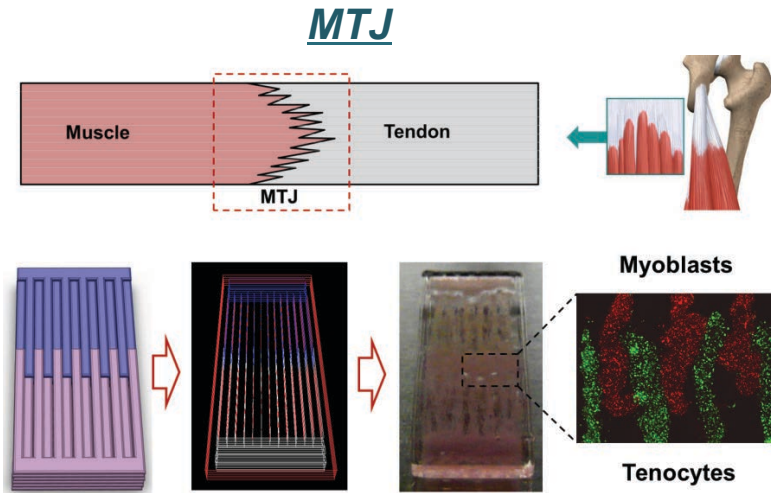 MTJ
Muscle
Tendon
MTJ
Myoblasts
Tenocytes